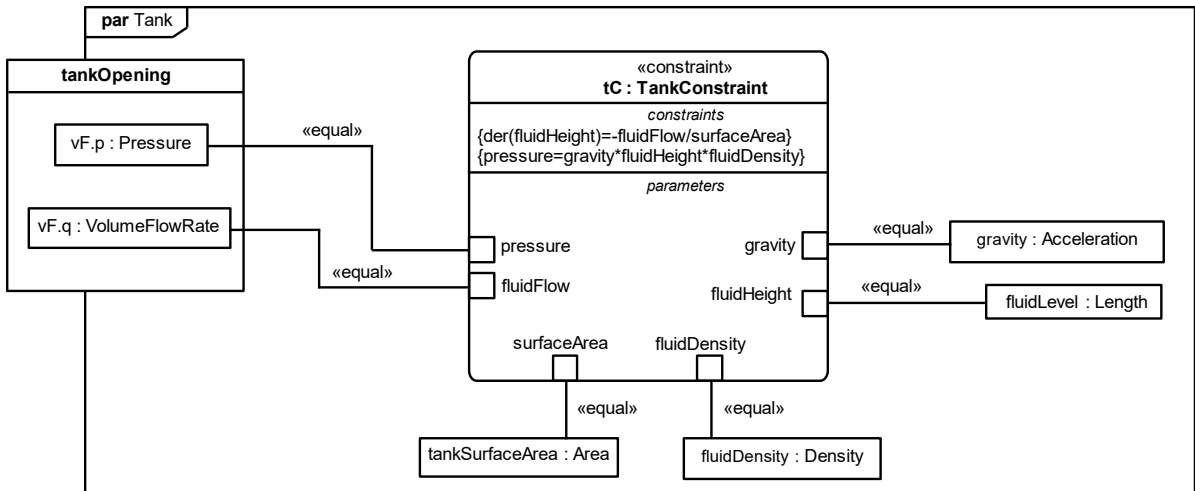 par Tank
tankOpening
vF.p : Pressure
vF.q : VolumeFlowRate
«equal»
«equal»
«constraint»
tC : TankConstraint
constraints
{der(fluidHeight)=-fluidFlow/surfaceArea}
{pressure=gravity*fluidHeight*fluidDensity}
parameters
pressure
fluidFlow
gravity
fluidHeight
surfaceArea
fluidDensity
«equal»
gravity : Acceleration
«equal»
fluidLevel : Length
«equal»
«equal»
tankSurfaceArea : Area
fluidDensity : Density